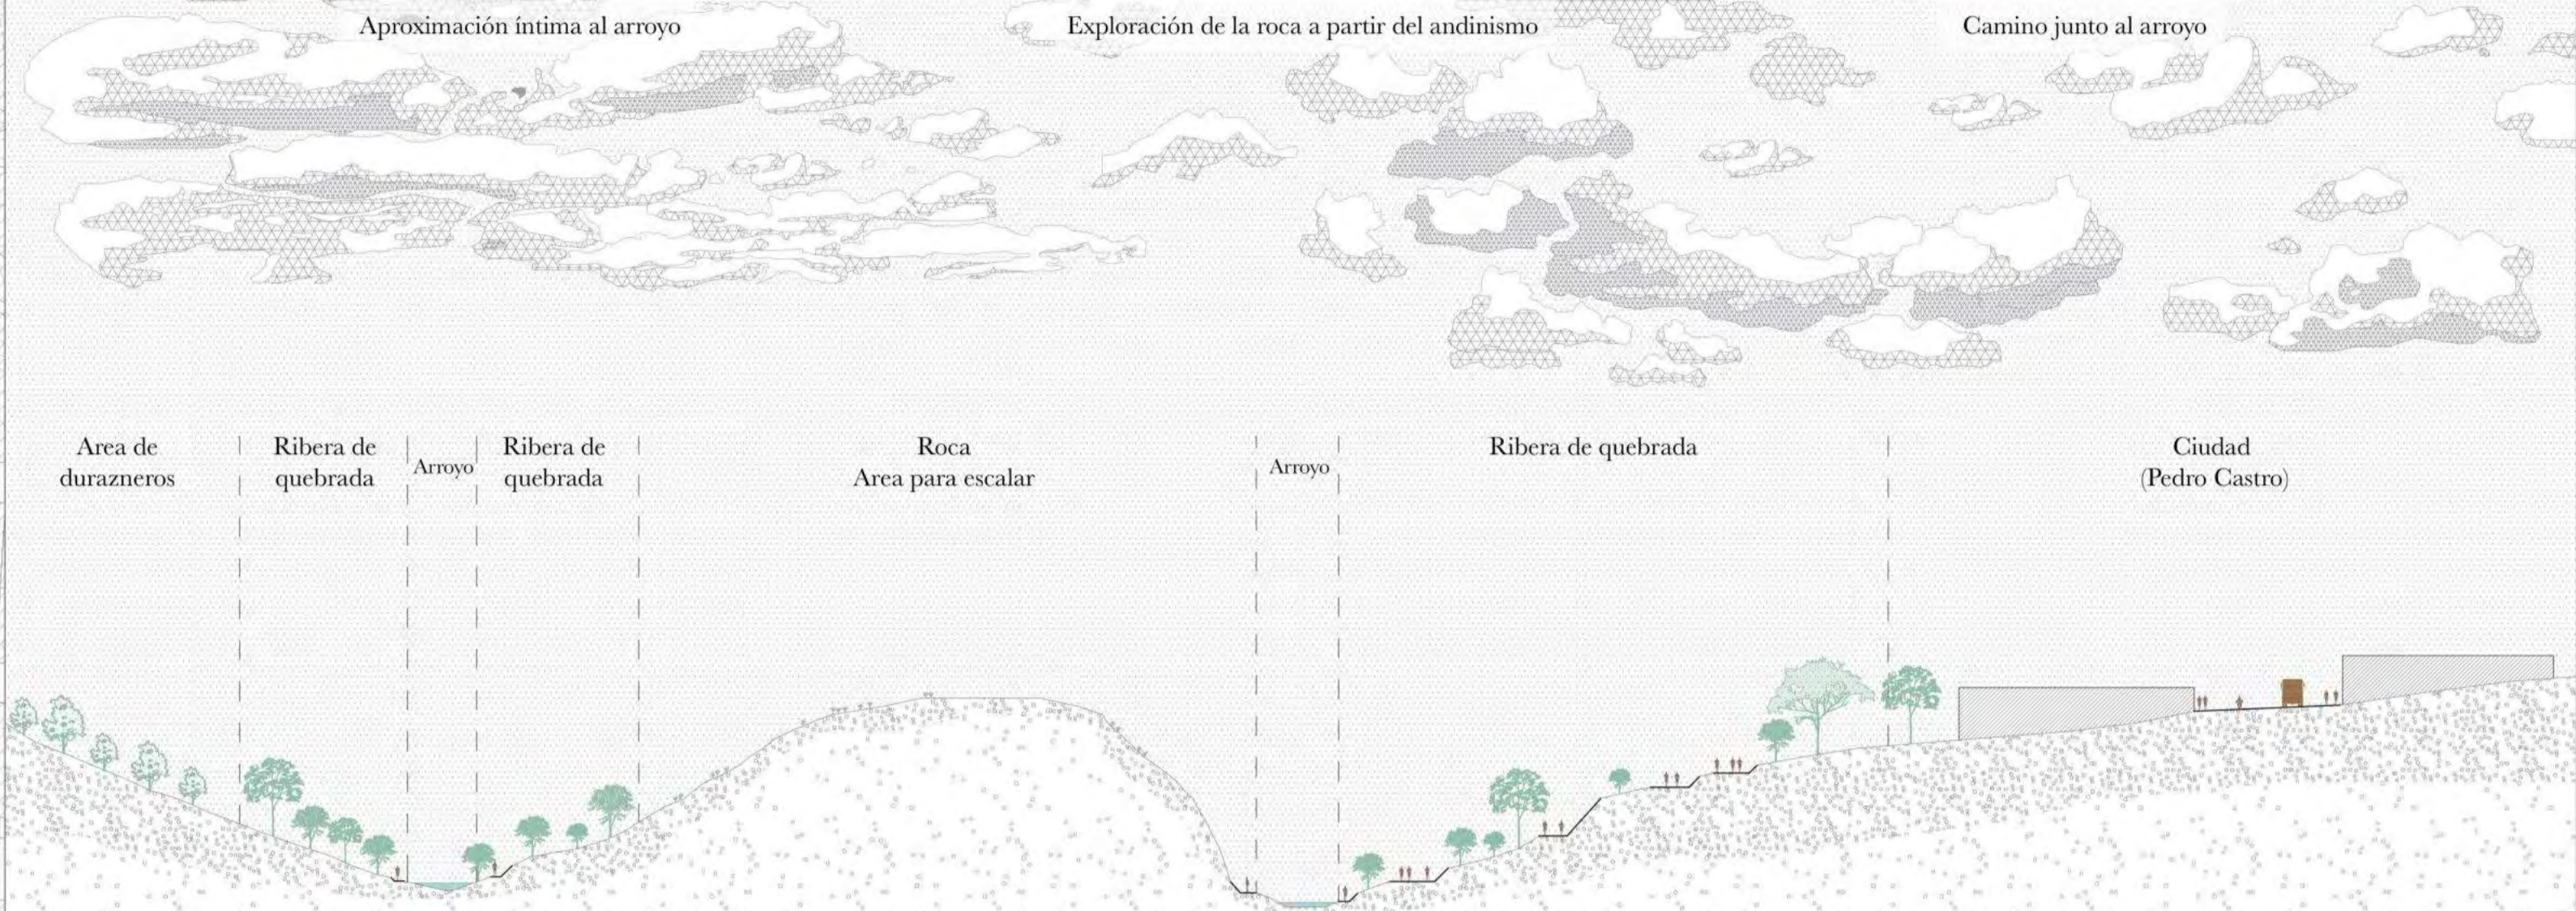 Aproximación íntima al arroyo
Exploración de la roca a partir del andinismo
Camino junto al arroyo
Area de
durazneros
Ribera de
quebrada
Arroyo
Ribera de
quebrada
Roca
Area para escalar
Arroyo
Ribera de quebrada
Ciudad
(Pedro Castro)